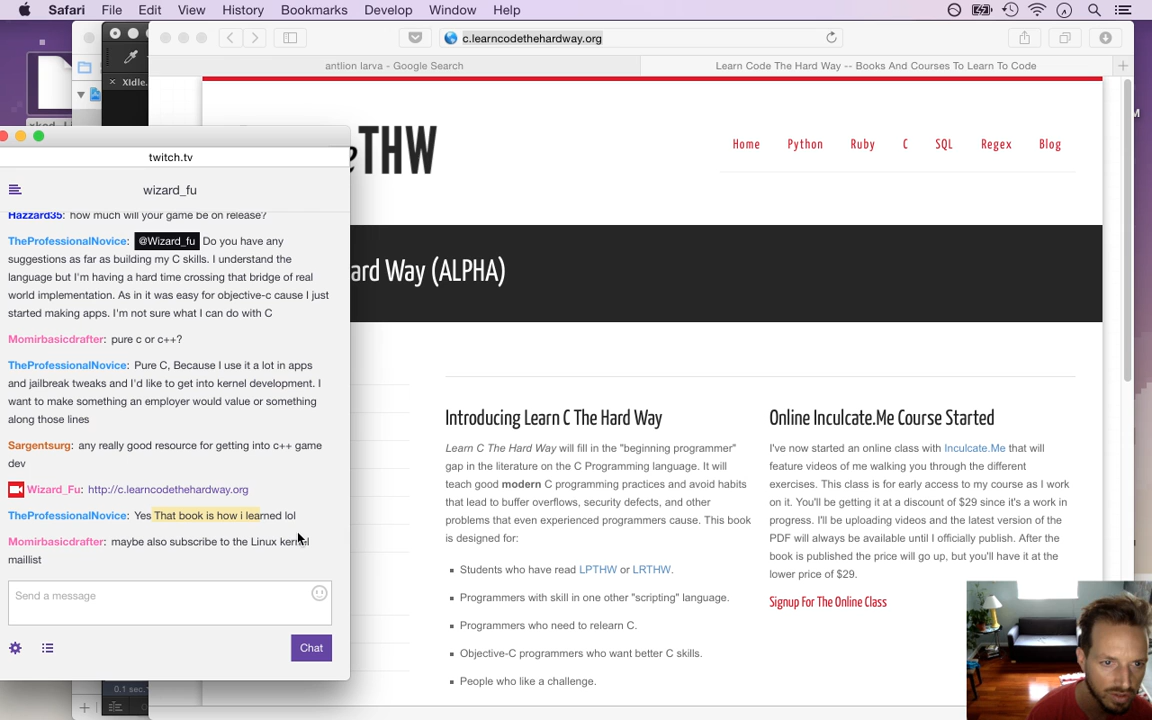 Safari File Edit View History Bookmarks Develop Window Help
c.learncodethehardway.org
antlion larva - Google Search
Learn Code The Hard Way -- Books And Courses To Learn To Code
XIdle.
THW
Home Python Ruby C SQL Regex Blog
ard Way (ALPHA)
twitch.tv
wizard_fu
Hazzard35: how much will your game be on release?
TheProfessionalNovice: @Wizard_fu Do you have any
suggestions as far as building my C skills. I understand the
language but I'm having a hard time crossing that bridge of real
world implementation. As in it was easy for objective-c cause I just
started making apps. I'm not sure what I can do with C
Momirbasicdrafter: pure c or c++?
TheProfessionalNovice: Pure C, Because I use it a lot in apps
and jailbreak tweaks and I'd like to get into kernel development. I
want to make something an employer would value or something
along those lines
Sargentsurg: any really good resource for getting into c++ game
dev
Wizard_Fu: http://c.learncodethehardway.org
TheProfessionalNovice: Yes That book is how i learned lol
Momirbasicdrafter: maybe also subscribe to the Linux kernel
maillist
Send a message
Chat
0.1 sec.
Introducing Learn C The Hard Way
Learn C The Hard Way will fill in the "beginning programmer"
gap in the literature on the C Programming language. It will
teach good modern C programming practices and avoid habits
that lead to buffer overflows, security defects, and other
problems that even experienced programmers cause. This book
is designed for:
Students who have read LPTHW or LRTHW.
Programmers with skill in one other "scripting" language.
Programmers who need to relearn C.
Objective-C programmers who want better C skills.
People who like a challenge.
Online Inculcate.Me Course Started
I've now started an online class with Inculcate.Me that will
feature videos of me walking you through the different
exercises. This class is for early access to my course as I work
on it. You'll be getting it at a discount of $29 since it's a work in
progress. I'll be uploading videos and the latest version of the
PDF will always be available until I officially publish. After the
book is published the price will go up, but you'll have it at the
lower price of $29.
Signup For The Online Class